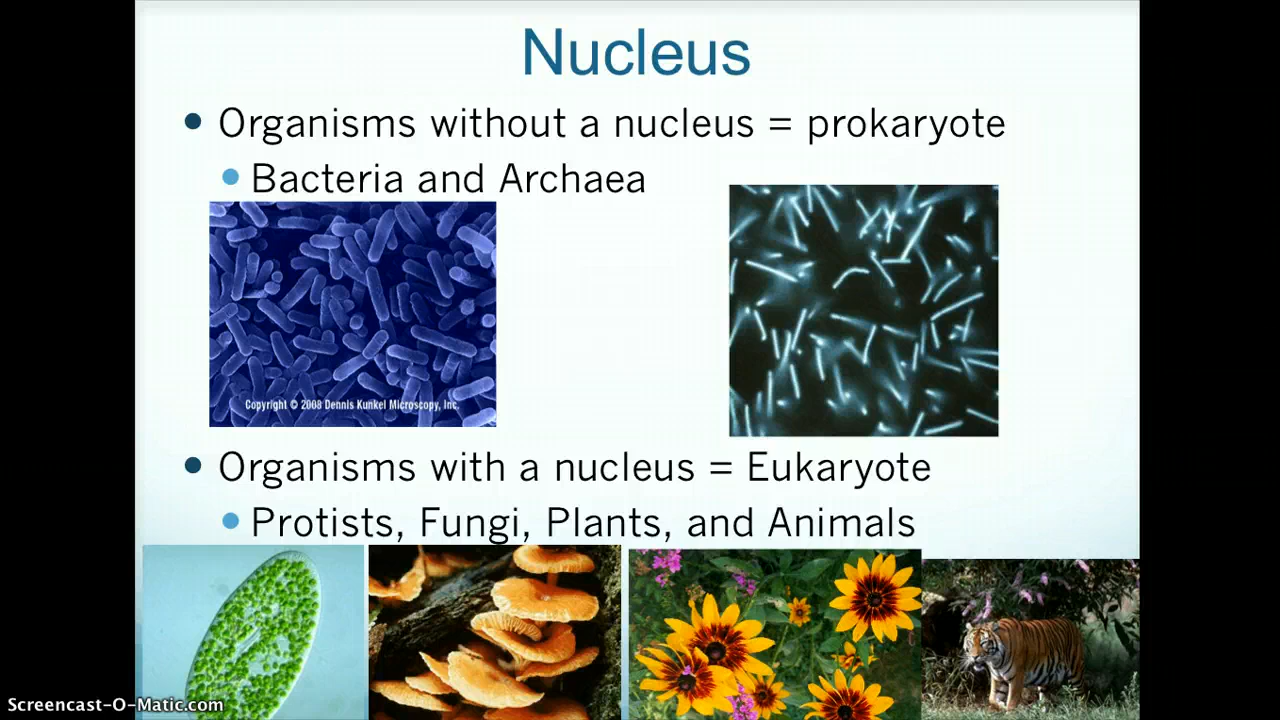 Nucleus
• Organisms without a nucleus = prokaryote
• Bacteria and Archaea
Copyright © 2008 Dennis Kunkel Microscopy, Inc.
• Organisms with a nucleus = Eukaryote
• Protists, Fungi, Plants, and Animals
Screencast-O-Matic.com